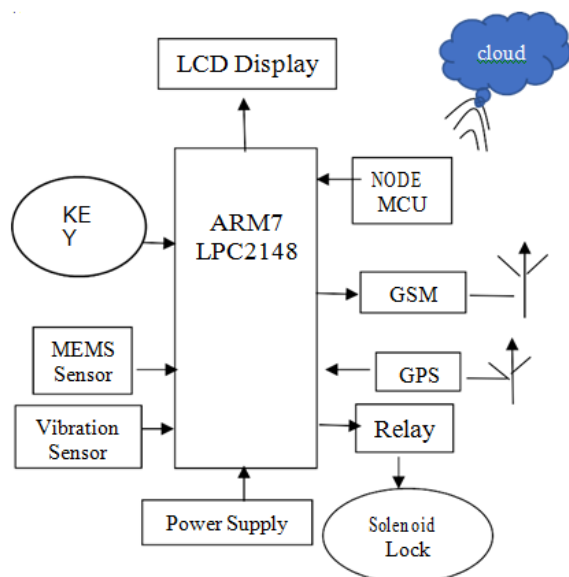 cloud
LCD Display
NODE
MCU
KE
Y
ARM7
LPC2148
GSM
MEMS
Sensor
GPS
Vibration
Sensor
Relay
Power Supply
Solenoid
Lock